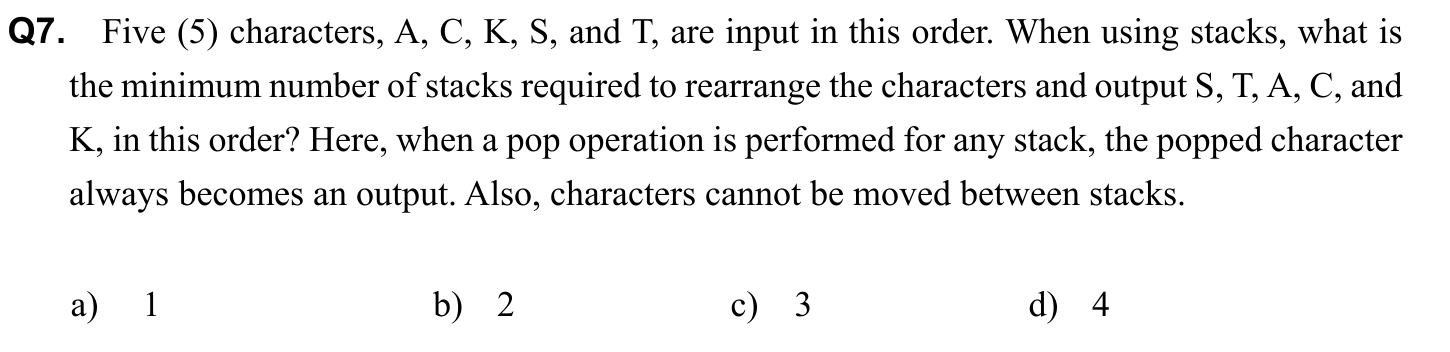 Q7. Five (5) characters, A, C, K, S, and T, are input in this order. When using stacks, what is
the minimum number of stacks required to rearrange the characters and output S, T, A, C, and
K, in this order? Here, when a pop operation is performed for any stack, the popped character
always becomes an output. Also, characters cannot be moved between stacks.
a) 1 b) 2 c) 3 d) 4